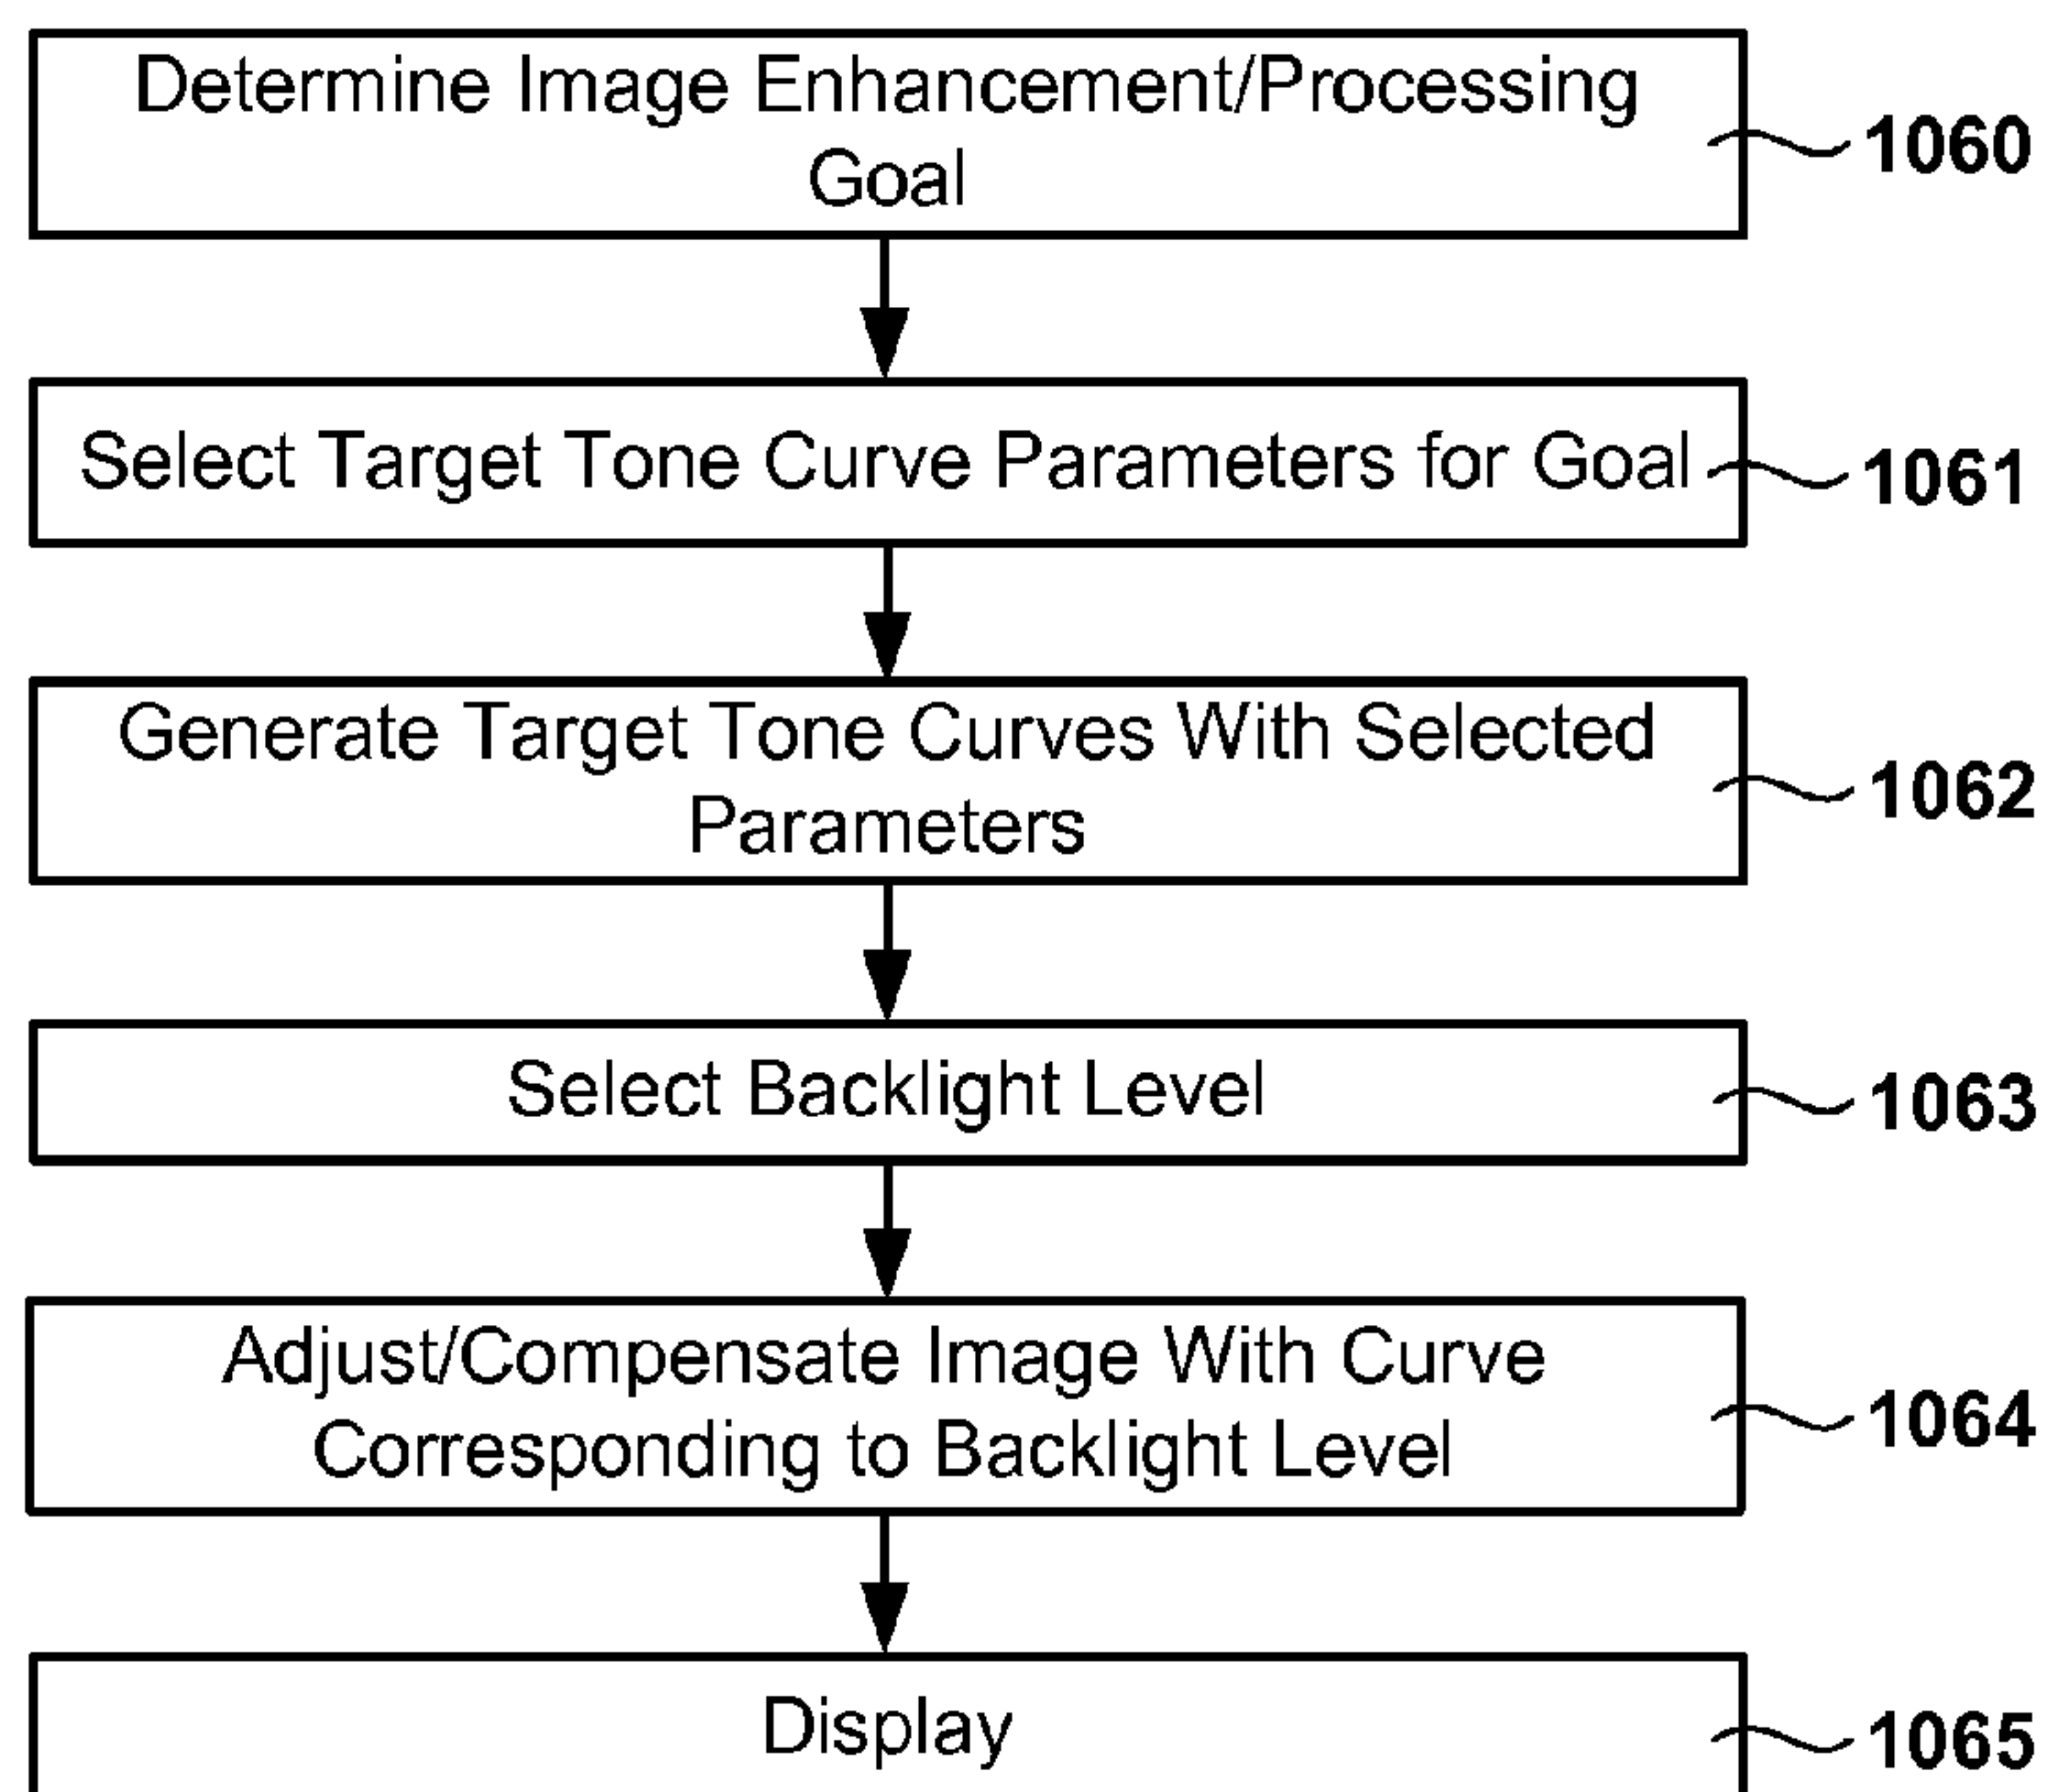 Determine Image Enhancement/Processing
Goal
1060
Select Target Tone Curve Parameters for Goal
1061
Generate Target Tone Curves With Selected
Parameters
1062
Select Backlight Level
1063
Adjust/Compensate Image With Curve
Corresponding to Backlight Level
1064
Display
1065